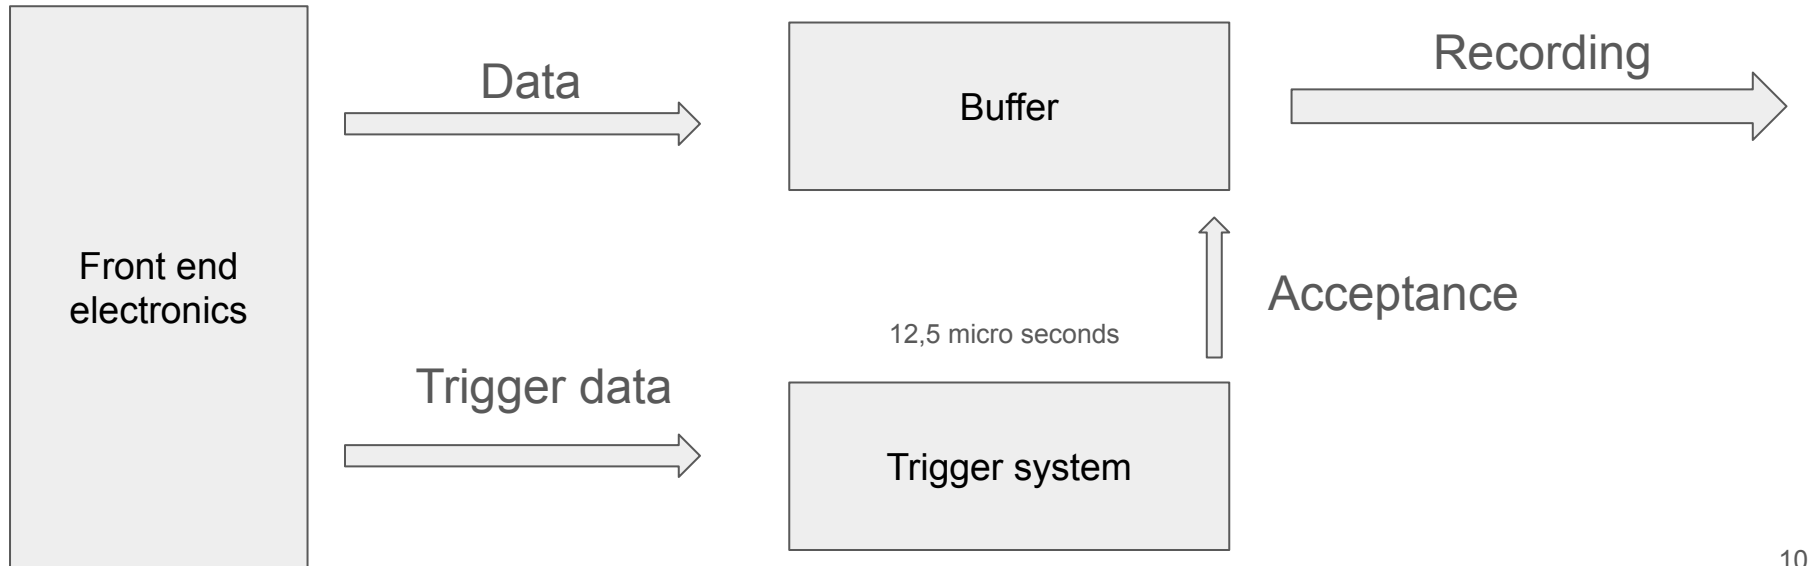 Recording
Data
Buffer
Front end
electronics
Acceptance
12,5 micro seconds
Trigger data
Trigger system
10